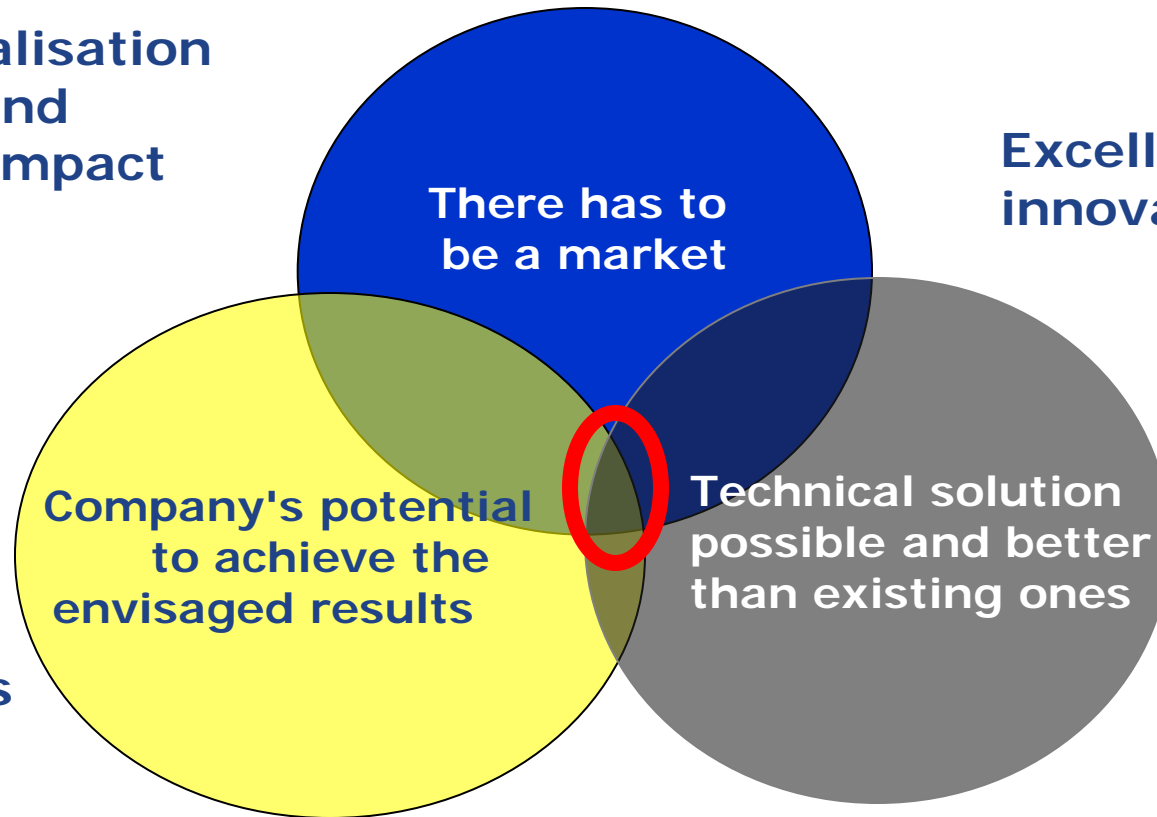 alisation
nd
mpact
Excell
innova
There has to
be a market
Company's potential
to achieve the
envisaged results
Technical solution
possible and better
than existing ones
s